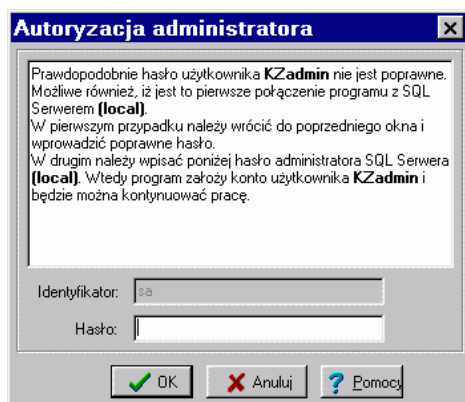 Autoryzacja administratora
Prawdopodobnie hasło użytkownika KZadmin nie jest poprawne.
Możliwe również, iż jest to pierwsze połączenie programu z SQL
Serwerem (local).
W pierwszym przypadku należy wrócić do poprzedniego okna i
wprowadzić poprawne hasło.
W drugim należy wpisać poniżej hasło administratora SQL Serwera
(local). Wtedy program założy konto użytkownika KZadmin i
będzie można kontynuować pracę.
Identyfikator: sa
Hasło:
OK Anuluj ? Pomocy